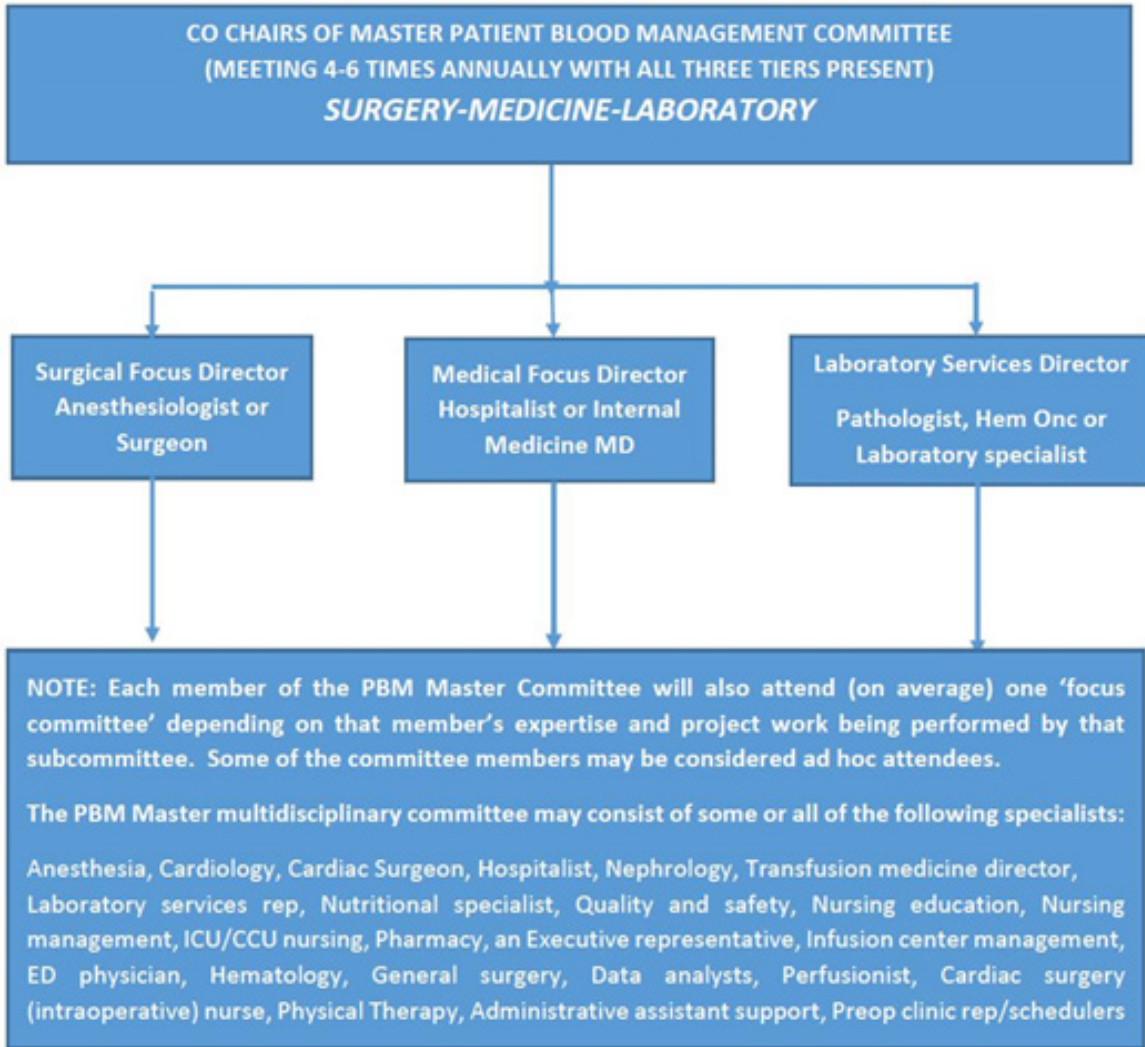 CO CHAIRS OF MASTER PATIENT BLOOD MANAGEMENT COMMITTEE
(MEETING 4-6 TIMES ANNUALLY WITH ALL THREE TIERS PRESENT)
SURGERY-MEDICINE-LABORATORY
Surgical Focus Director
Anesthesiologist or
Surgeon
Medical Focus Director
Hospitalist or Internal
Medicine MD
Laboratory Services Director
Pathologist, Hem Onc or
Laboratory specialist
NOTE: Each member of the PBM Master Committee will also attend (on average) one ‘focus
committee’ depending on that member’s expertise and project work being performed by that
subcommittee. Some of the committee members may be considered ad hoc attendees.
The PBM Master multidisciplinary committee may consist of some or all of the following specialists:
Anesthesia, Cardiology, Cardiac Surgeon, Hospitalist, Nephrology, Transfusion medicine director,
Laboratory services rep, Nutritional specialist, Quality and safety, Nursing education, Nursing
management, ICU/CCU nursing, Pharmacy, an Executive representative, Infusion center management,
ED physician, Hematology, General surgery, Data analysts, Perfusionist, Cardiac surgery
(intraoperative) nurse, Physical Therapy, Administrative assistant support, Preop clinic rep/schedulers